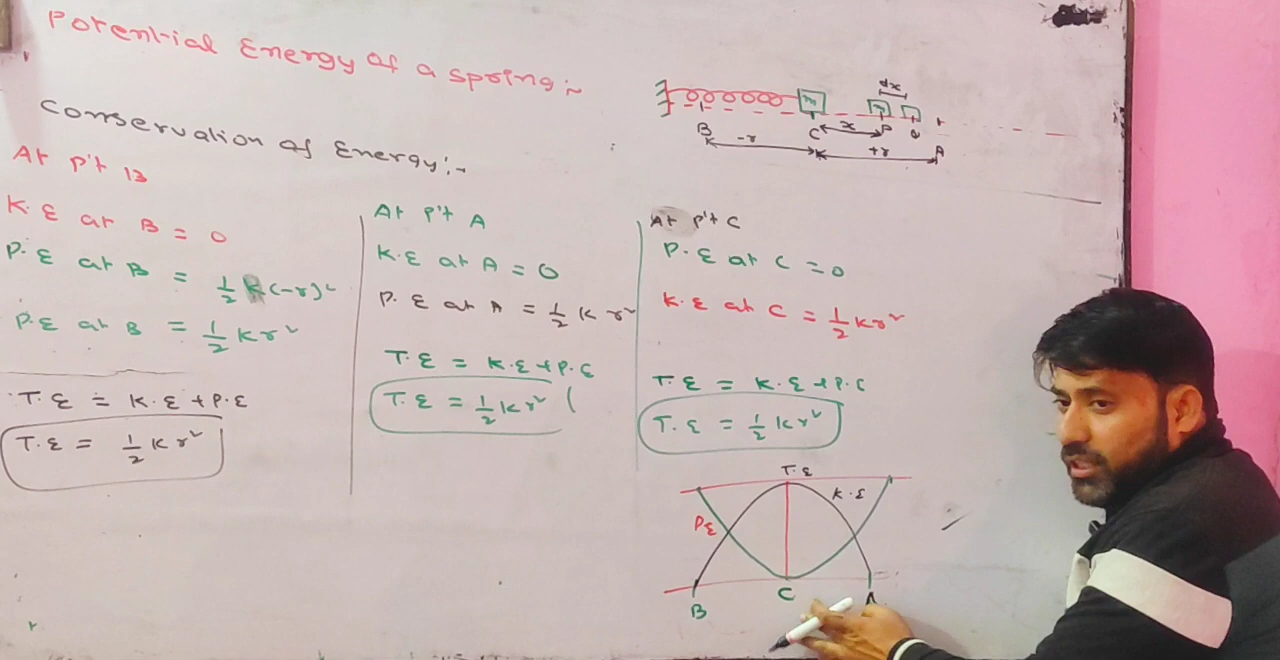 Potential Energy of a spring:-
Conservation of Energy:-
dx
m
m
B
C
x
P
Q
-r
+r
A
At p't B
K.E at B = 0
P.E at B = 1/2 K(-r)²
P.E at B = 1/2 Kr²
T.E = K.E + P.E
T.E = 1/2 Kr²
At p't A
K.E at A = 0
P.E at A = 1/2 Kr²
T.E = K.E + P.E
T.E = 1/2 Kr²
At p't C
P.E at C = 0
K.E at C = 1/2 Kr²
T.E = K.E + P.E
T.E = 1/2 Kr²
T.E
K.E
PE
B
C
A